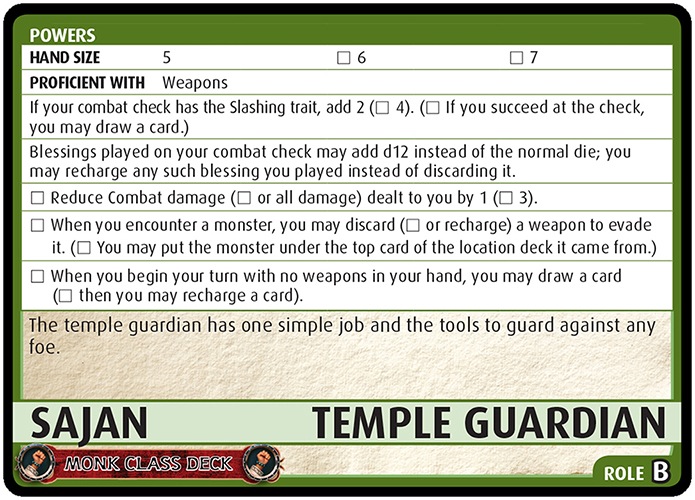 POWERS
HAND SIZE 5 □ 6 □ 7
PROFICIENT WITH Weapons
If your combat check has the Slashing trait, add 2 (□ 4). (□ If you succeed at the check,
you may draw a card.)
Blessings played on your combat check may add d12 instead of the normal die; you
may recharge any such blessing you played instead of discarding it.
□ Reduce Combat damage (□ or all damage) dealt to you by 1 (□ 3).
□ When you encounter a monster, you may discard (□ or recharge) a weapon to evade
it. (□ You may put the monster under the top card of the location deck it came from.)
□ When you begin your turn with no weapons in your hand, you may draw a card
(□ then you may recharge a card).
The temple guardian has one simple job and the tools to guard against any
foe.
SAJAN TEMPLE GUARDIAN
MONK CLASS DECK
ROLE B